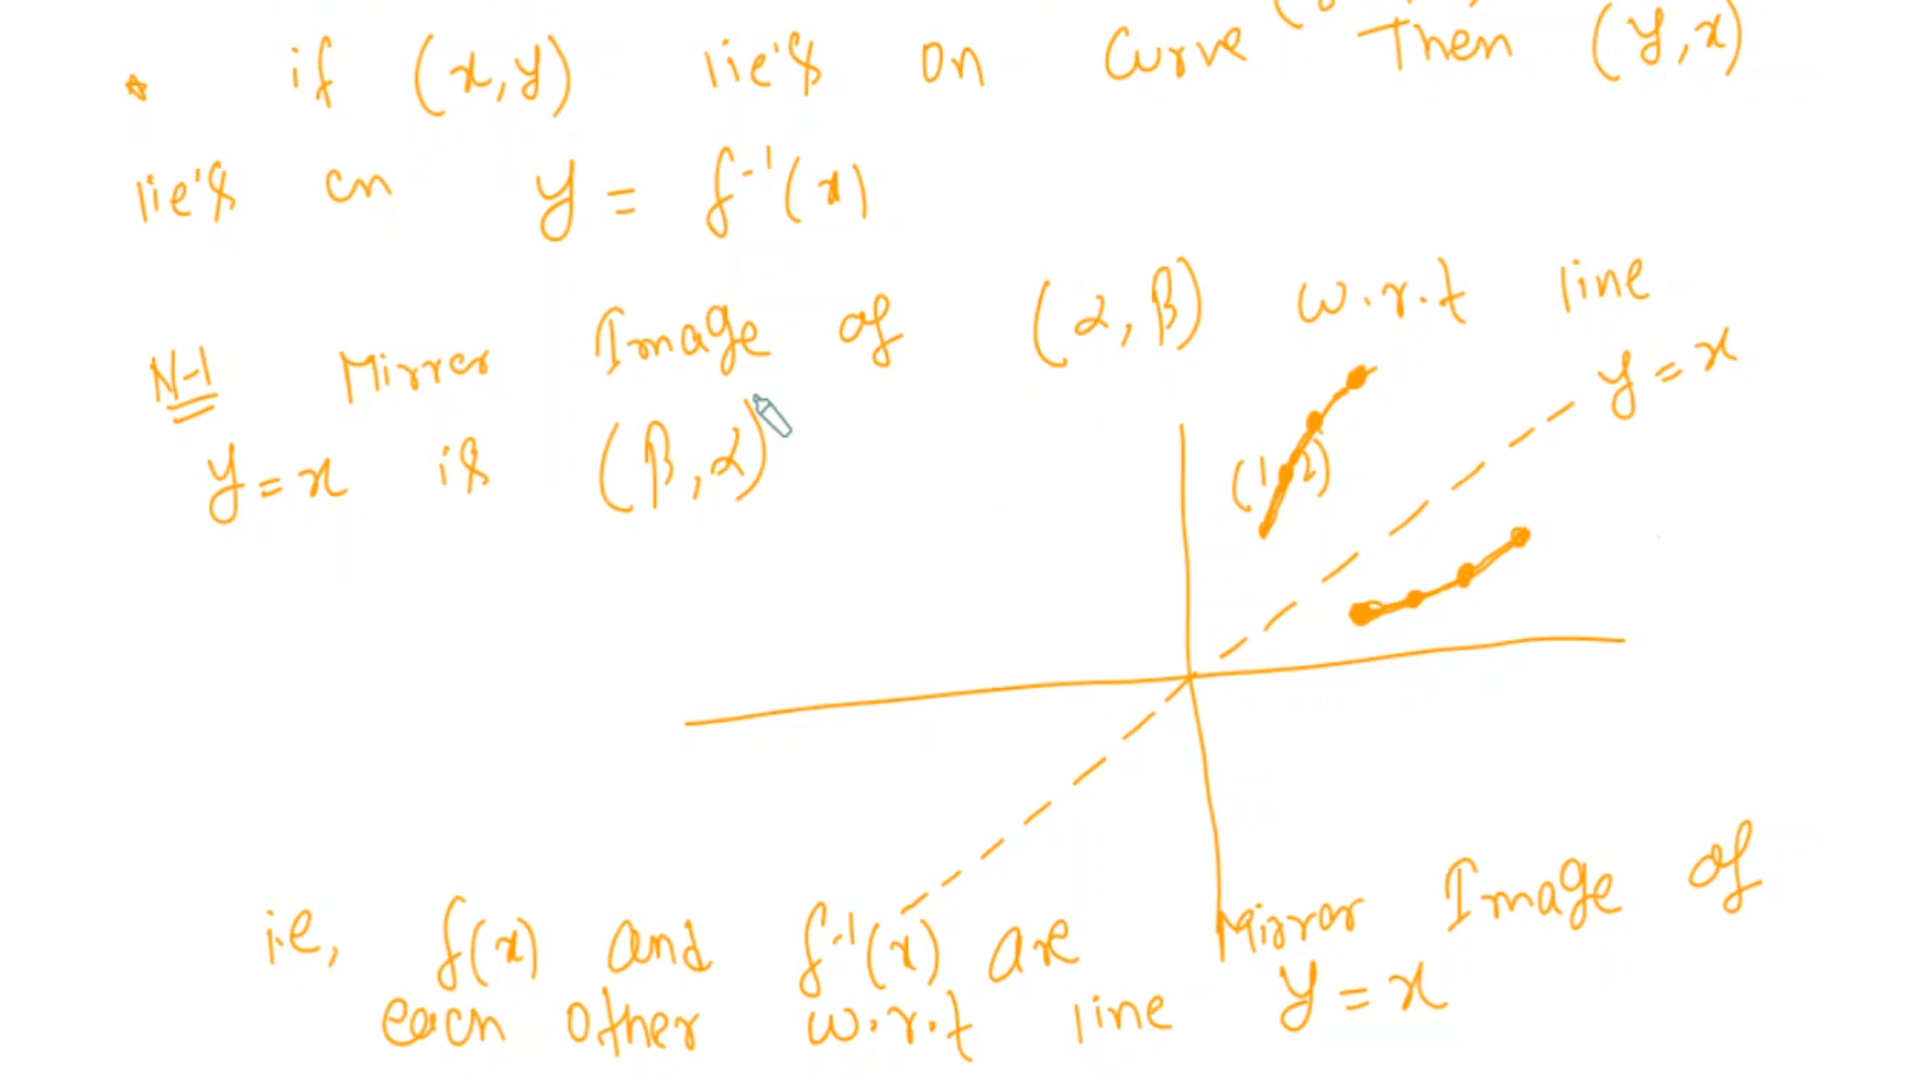 if (x,y) lie's on curve Then (y,x)
lie's on y = f⁻¹(x)
N-1 Mirror Image of (α,β) w.r.t line
y=x is (β,α)
y=x
(1,2)
i.e, f(x) and f⁻¹(x) are Mirror Image of
each other w.r.t line y=x